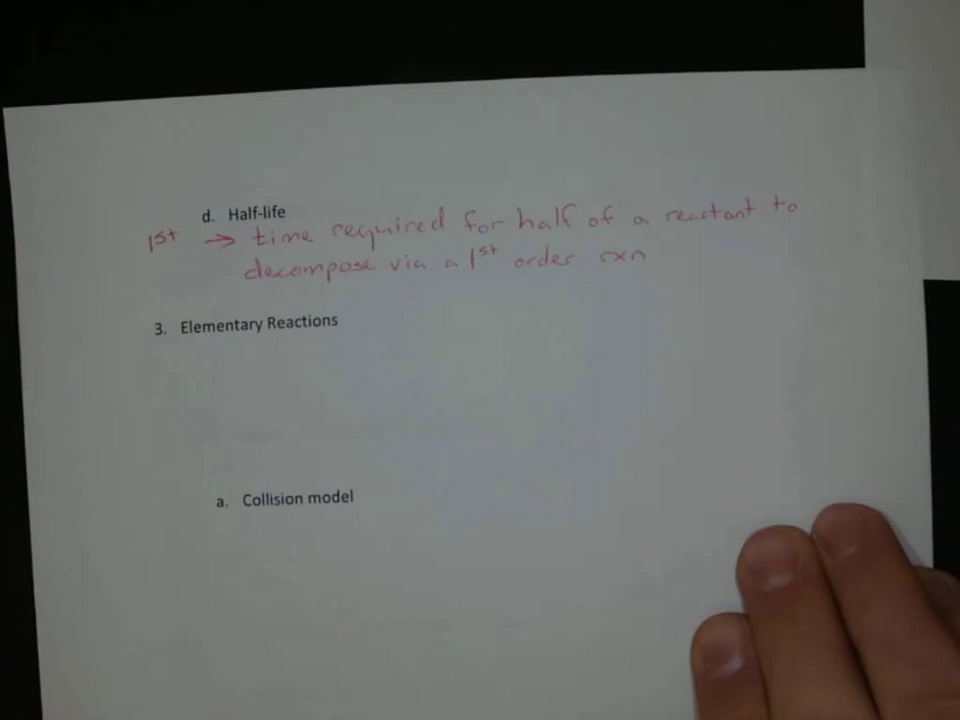 d. Half-life
1st → time required for half of a reactant to
decompose via a 1st order rxn
3. Elementary Reactions
a. Collision model